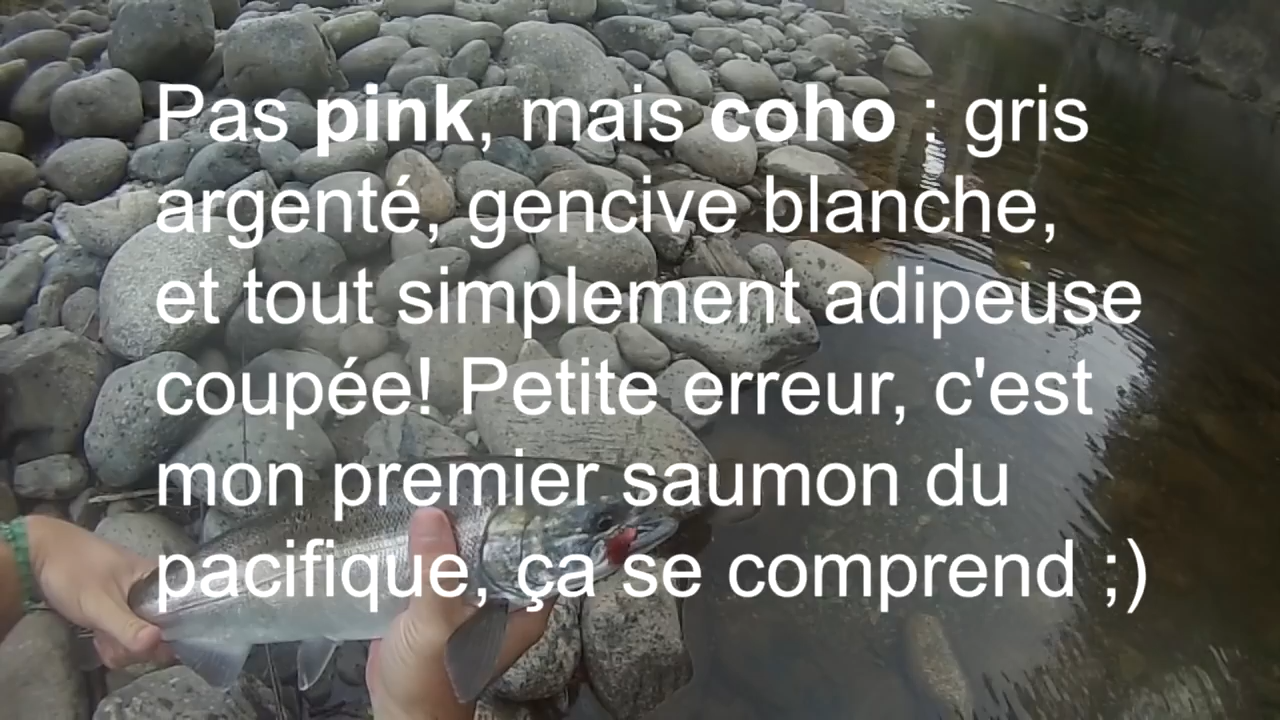 Pas pink, mais coho : gris
argenté, gencive blanche,
et tout simplement adipeuse
coupée! Petite erreur, c'est
mon premier saumon du
pacifique, ça se comprend ;)